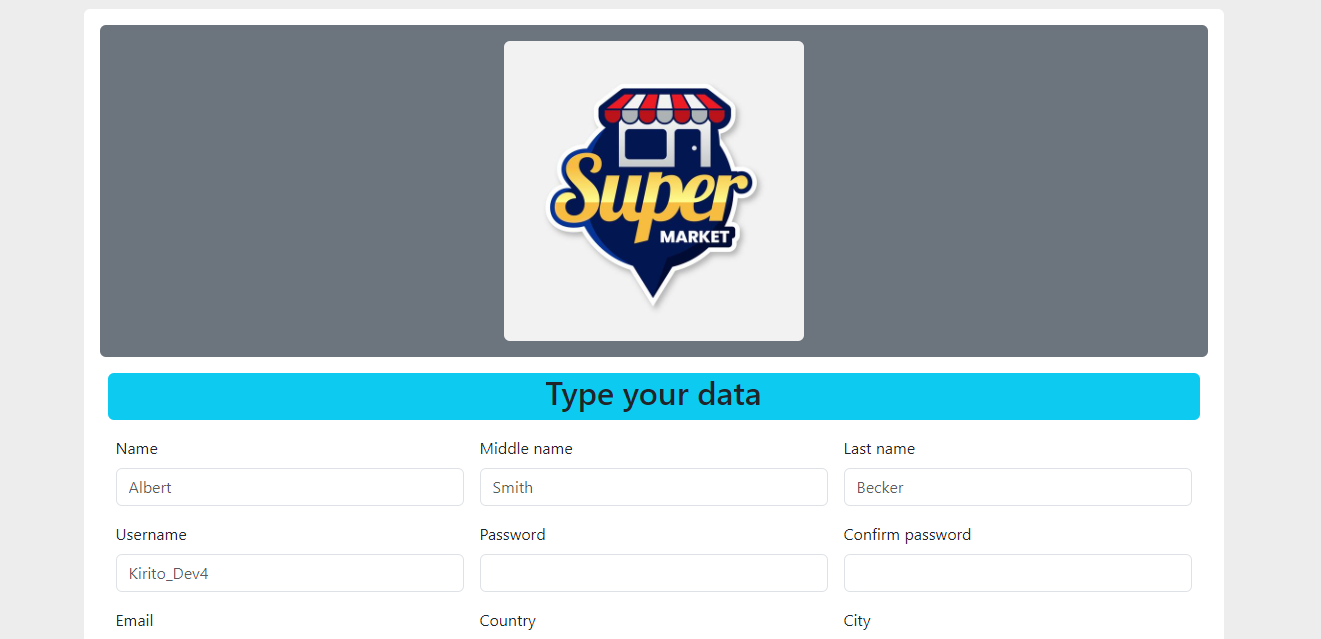 Super
MARKET
Type your data
Name Middle name Last name
Albert Smith Becker
Username Password Confirm password
Kirito_Dev4
Email Country City